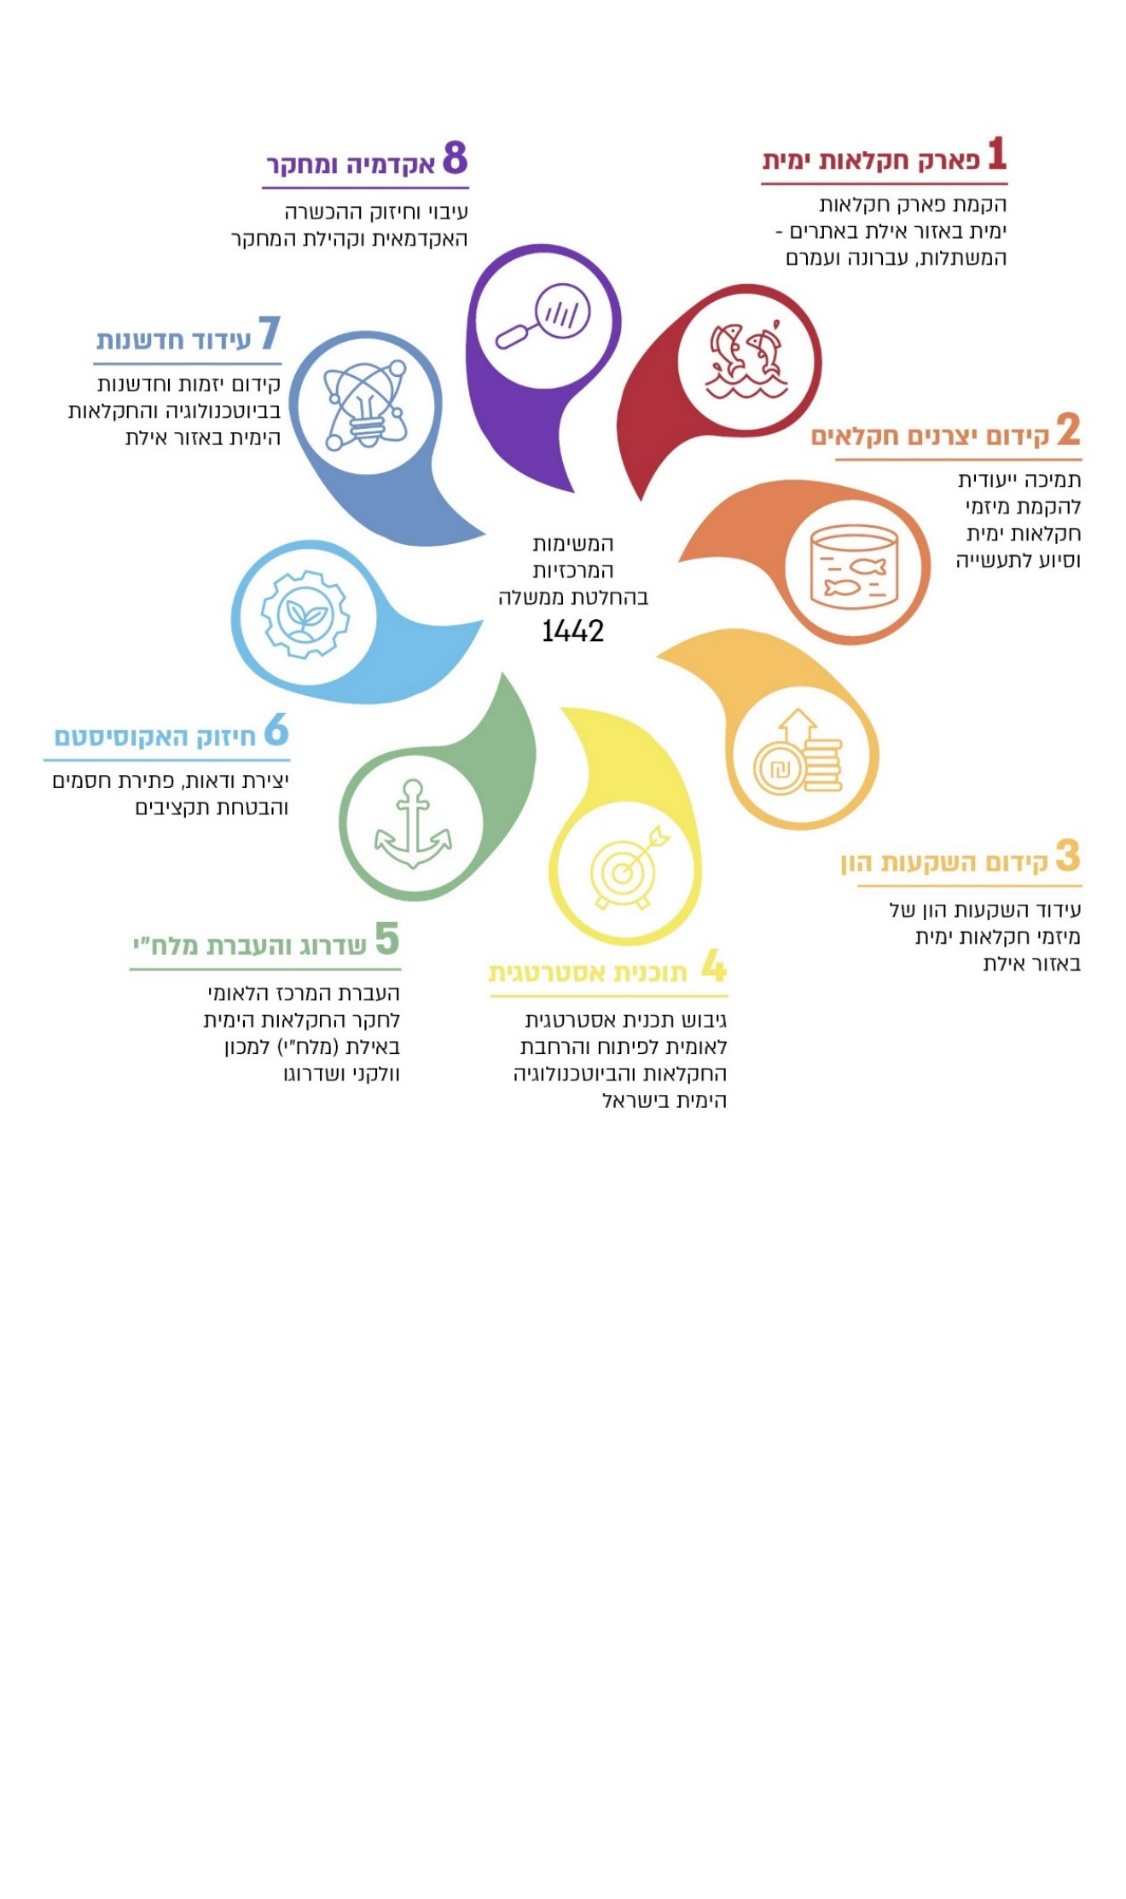 המשימות
המרכזיות
בהחלטת ממשלה
1442
1 פארק חקלאות ימית
הקמת פארק חקלאות
ימית באזור אילת באתרים -
המשתלות, עברונה ועמרם
2 קידום יצרנים חקלאים
תמיכה ייעודית
להקמת מיזמי
חקלאות ימית
וסיוע לתעשייה
3 קידום השקעות הון
עידוד השקעות הון של
מיזמי חקלאות ימית
באזור אילת
4 תוכנית אסטרטגית
גיבוש תכנית אסטרטגית
לאומית לפיתוח והרחבת
החקלאות והביוטכנולוגיה
הימית בישראל
5 שדרוג והעברת מלח"י
העברת המרכז הלאומי
לחקר החקלאות הימית
באילת (מלח"י) למכון
וולקני ושדרוגו
6 חיזוק האקוסיסטם
יצירת ודאות, פתירת חסמים
והבטחת תקציבים
7 עידוד חדשנות
קידום יזמות וחדשנות
בביוטכנולוגיה והחקלאות
הימית באזור אילת
8 אקדמיה ומחקר
עיבוי וחיזוק ההכשרה
האקדמאית וקהילת המחקר
₪